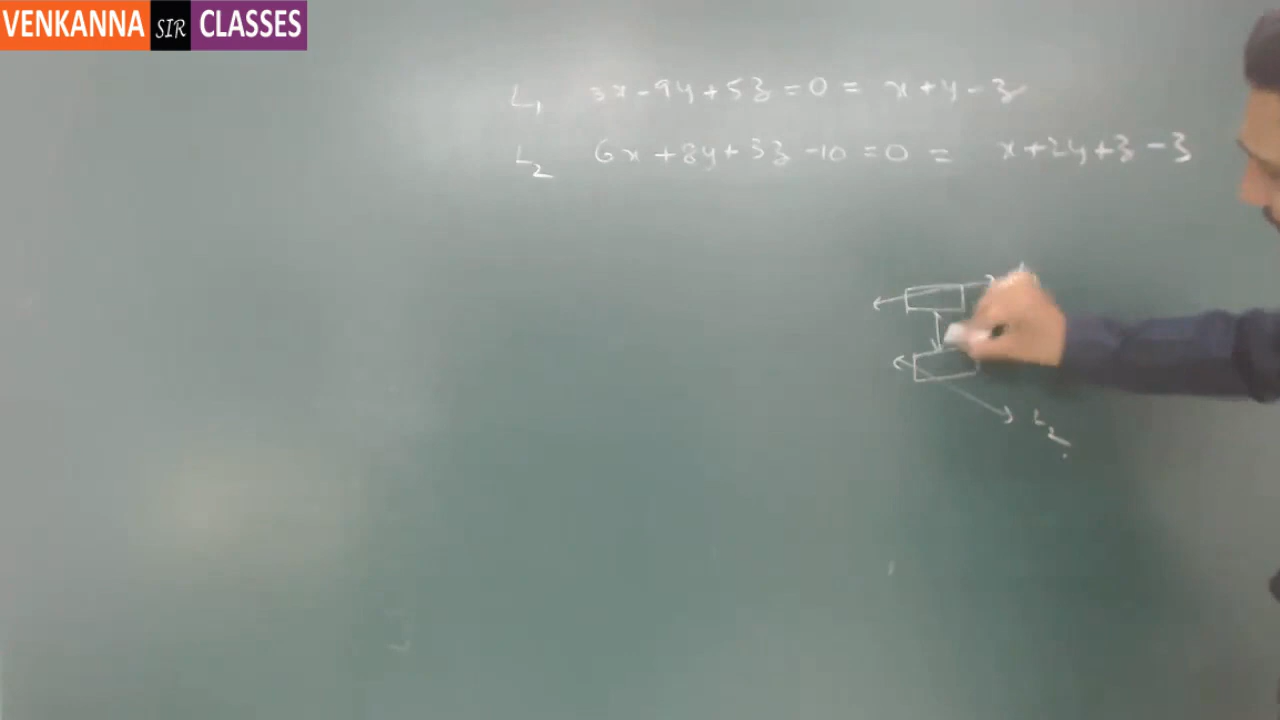 VENKANNA SIR CLASSES
L₁ 3x - 9y + 5z = 0 = x + y - z
L₂ 6x + 8y + 3z - 10 = 0 = x + 2y + z - 3
L₂